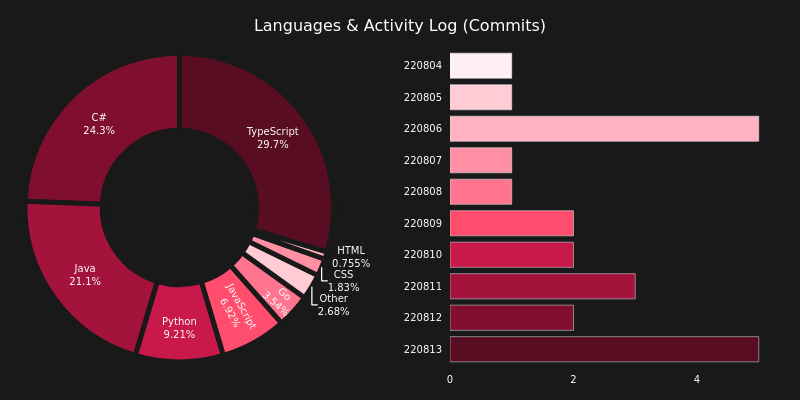 Languages & Activity Log (Commits)
TypeScript
29.7%
C#
24.3%
Java
21.1%
Python
9.21%
JavaScript
6.92%
Go
3.54%
Other
2.68%
CSS
1.83%
HTML
0.755%
220804
220805
220806
220807
220808
220809
220810
220811
220812
220813
0 2 4